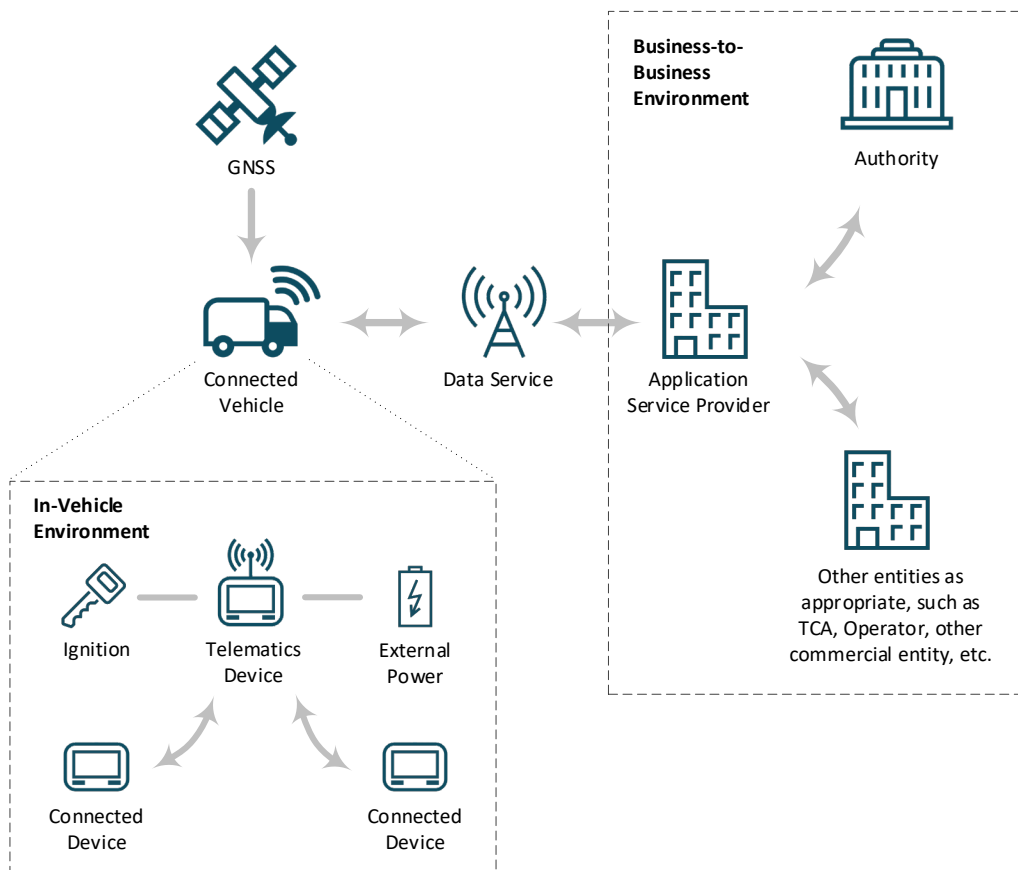 Business-to-
Business
Environment
Authority
GNSS
Connected
Vehicle
Data Service
Application
Service Provider
Other entities as
appropriate, such as
TCA, Operator, other
commercial entity, etc.
In-Vehicle
Environment
Ignition
Telematics
Device
External
Power
Connected
Device
Connected
Device